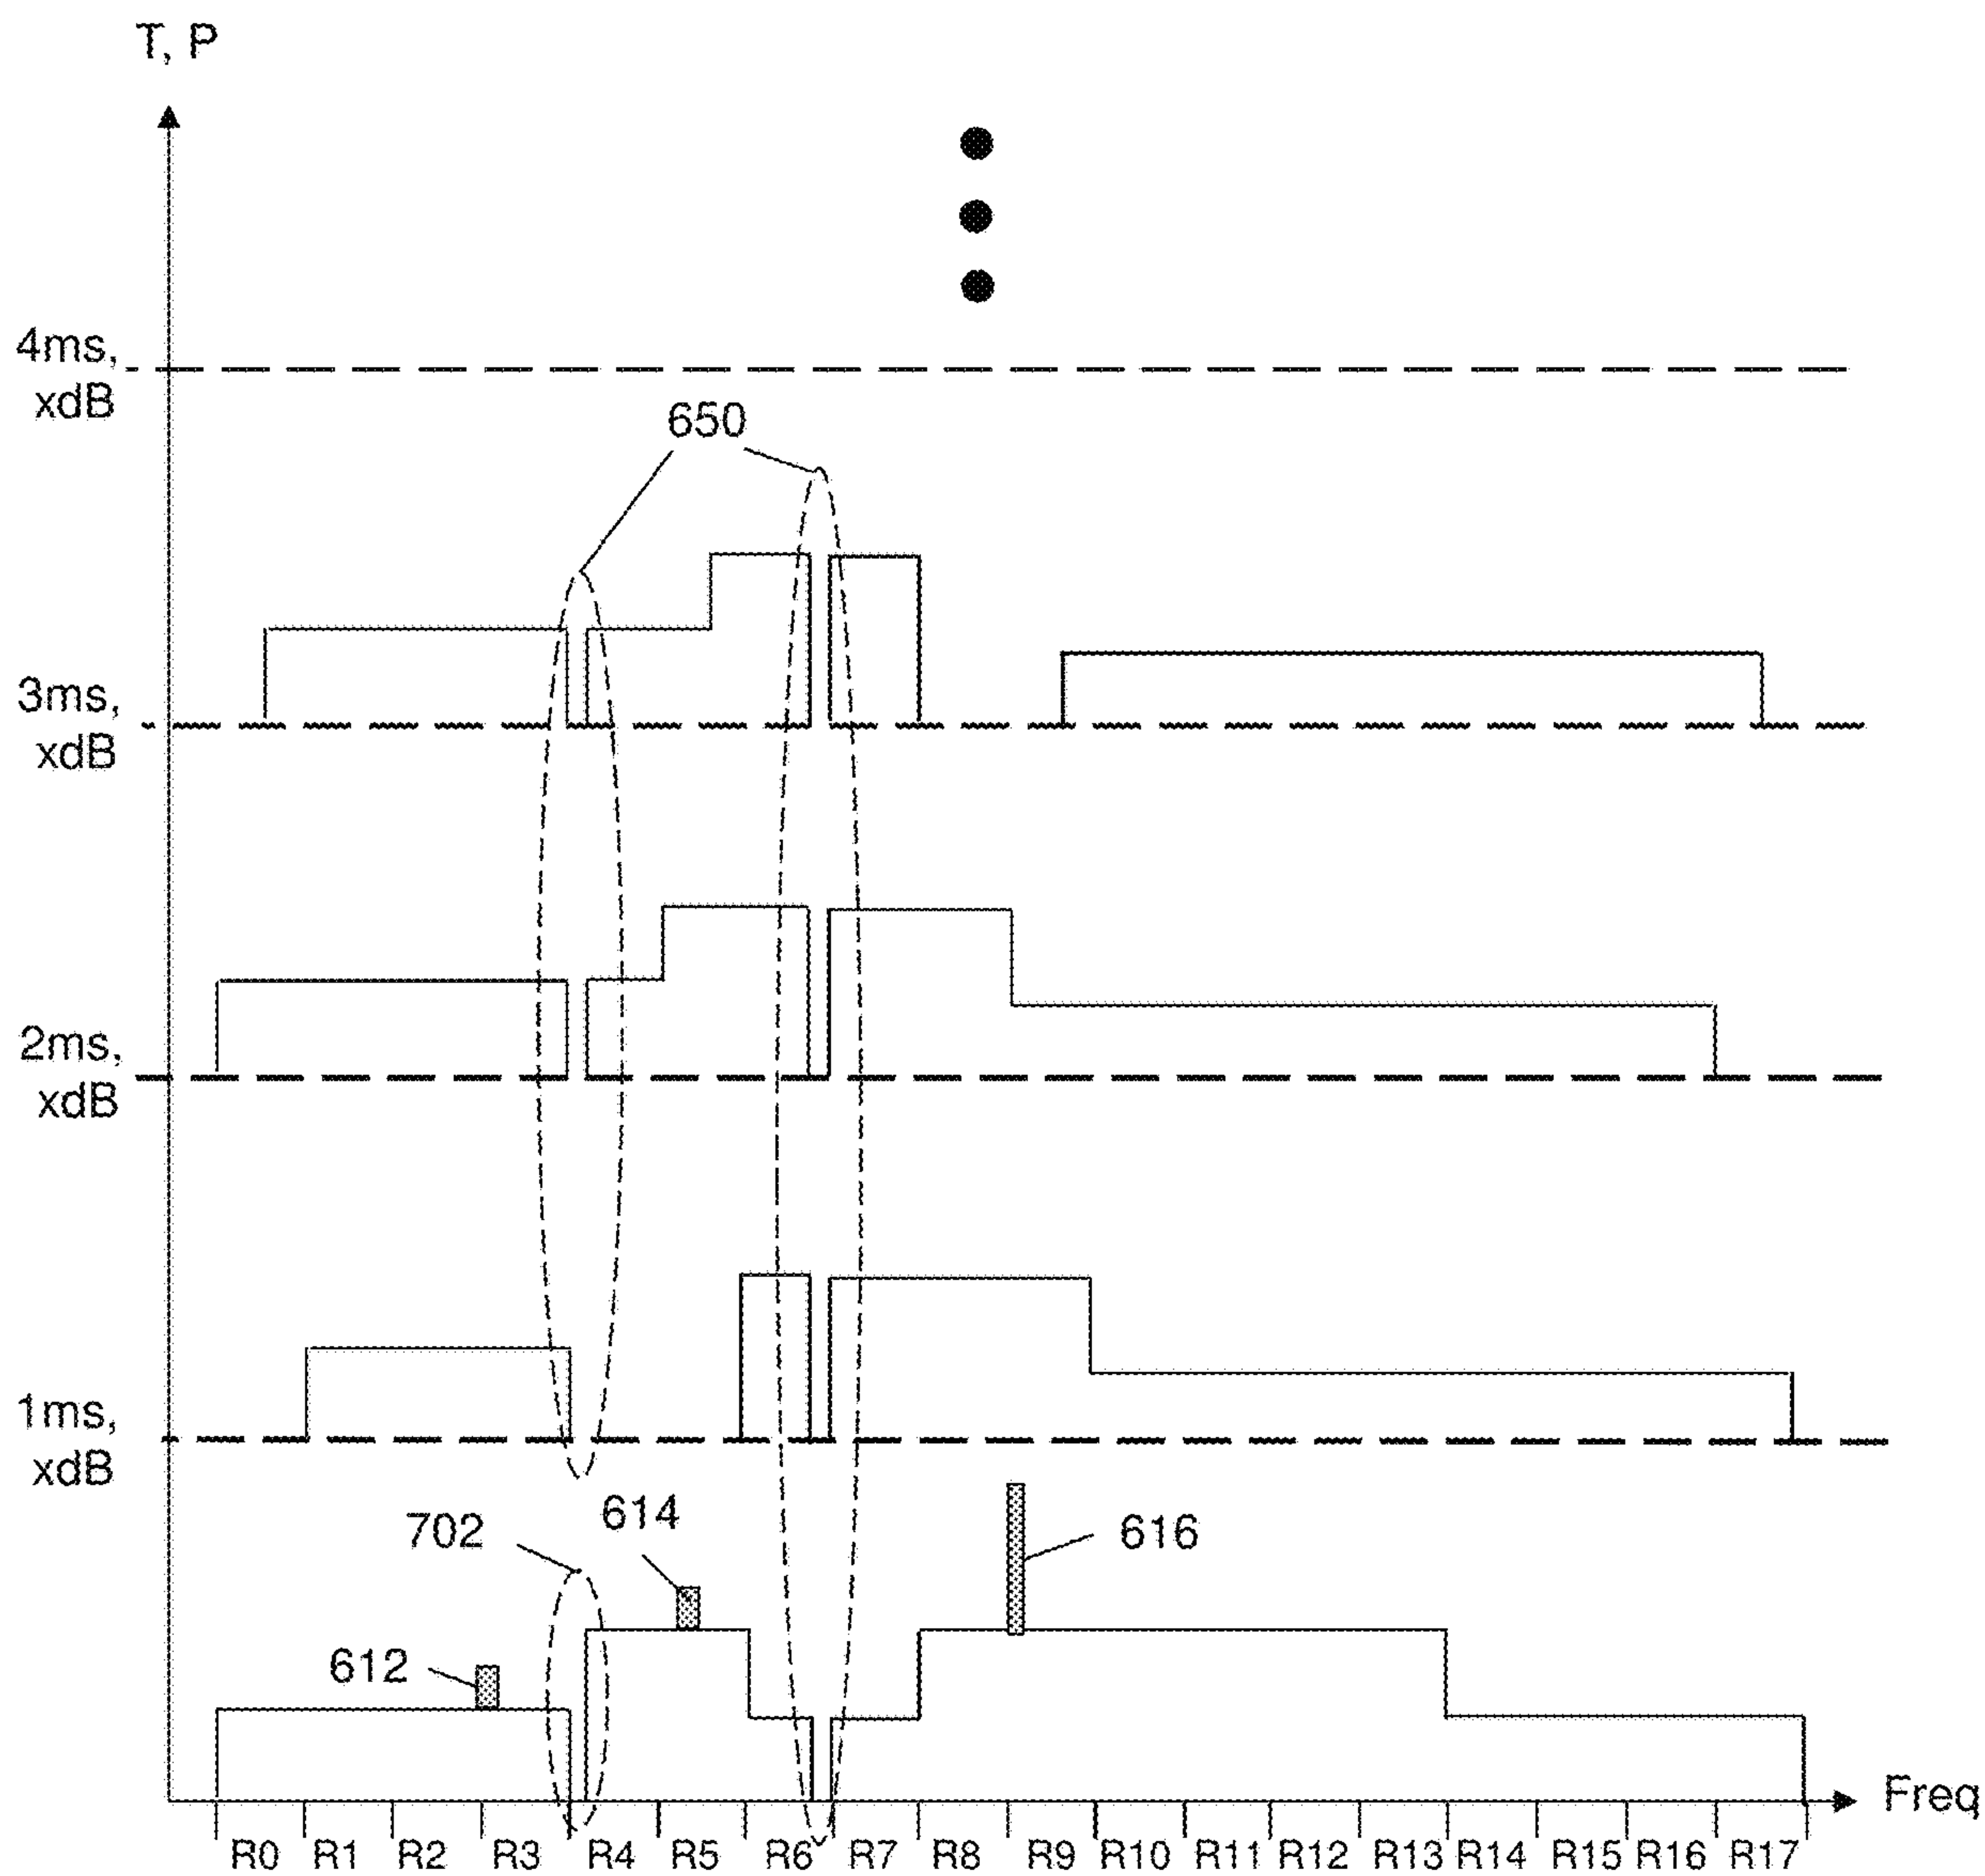 T, P
4ms,
xdB
650
3ms,
xdB
2ms,
xdB
1ms,
xdB
702
614
616
612
Freq
R0 R1 R2 R3 R4 R5 R6 R7 R8 R9 R10 R11 R12 R13 R14 R15 R16 R17